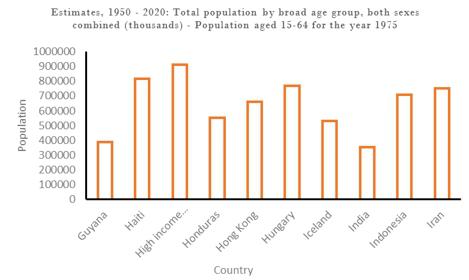 Estimates, 1950 - 2020: Total population by broad age group, both sexes
combined (thousands) - Population aged 15-64 for the year 1975
1000000
900000
800000
700000
600000
500000
400000
300000
200000
100000
0
Population
Guyana
Haiti
High income...
Honduras
Hong Kong
Hungary
Iceland
India
Indonesia
Iran
Country